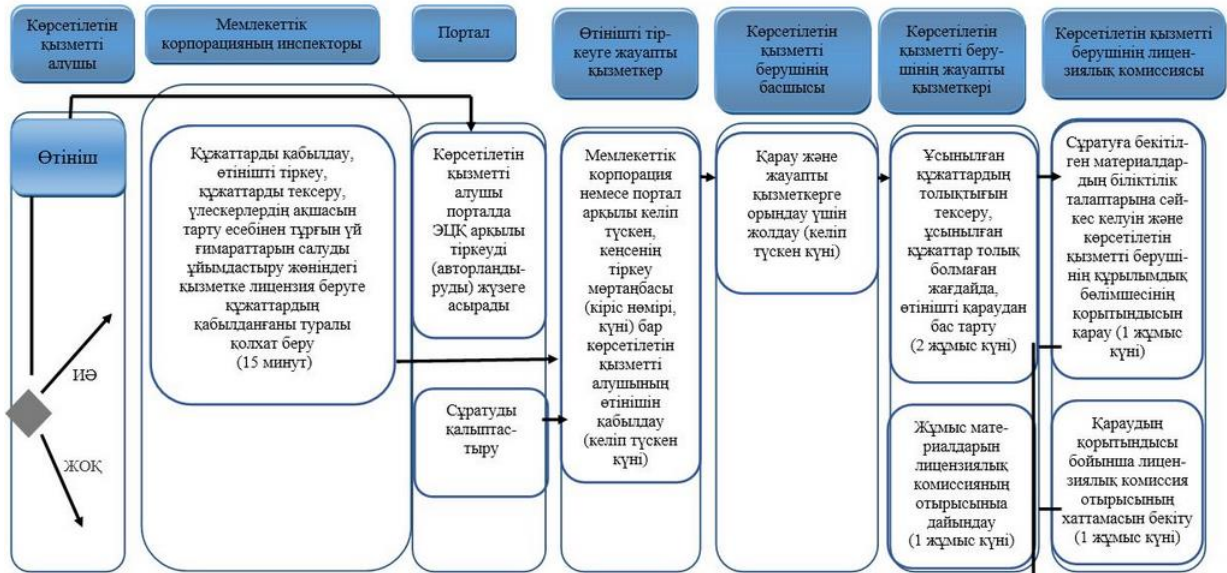 Көрсетілетін
қызметті
алушы
Мемлекеттік
корпорацияның инспекторы
Портал
Өтінішті тір-
кеуге жауапты
қызметкер
Көрсетілетін
қызметті
берушінің
басшысы
Көрсетілетін
қызметті бе­ру-
шінің жауапты
қызметкері
Көрсетілетін қызметті
берушінің лицен-
зиялық комиссиясы
Өтініш
ИӘ
ЖОҚ
Құжаттарды қабылдау,
өтінішті тіркеу,
құжаттарды тексеру,
үлескерлердің ақшасын
тарту есебінен тұрғын үй
ғимараттарын салуды
ұйымдастыру жөніндегі
қызметке лицензия беруге
құжаттардың
қабылданғаны туралы
қолхат беру
(15 минут)
Көрсетілетін
қызметті
алушы
порталда
ЭЦҚ арқылы
тіркеуді
(авторланды-
руды) жүзеге
асырады
Сұратуды
қалыптас-
тыру
Мемлекеттік
корпорация
немесе портал
арқылы келіп
түскен,
кеңсенің
тіркеу
мөртаңбасы
(кіріс нөмірі,
күні) бар
көрсетілетін
қызметті
алушының
өтінішін
қабылдау
(келіп түскен
күні)
Қарау және
жауапты
қызметкерге
орындау үшін
жолдау (келіп
түскен күні)
Ұсынылған
құжаттардың
толықтығын
тексеру,
ұсынылған
құжаттар толық
болмаған
жағдайда,
өтінішті қараудан
бас тарту
(2 жұмыс күні)
Жұмыс мате-
риалдарын
лицензиялық
комиссияның
отырысыныа
дайындау
(1 жұмыс күні)
Сұратуға бекітіл-
ген материалдар-
дың біліктілік
талаптарына сәй-
кес келуін және
көрсетілетін
қызметті беруші-
нің құрылымдық
бөлімшесінің
қорытындысын
қарау (1 жұмыс
күні)
Қараудың
қорытындысы
бойынша лицен-
зиялық комиссия
отырысының
хаттамасын бекіту
(1 жұмыс күні)